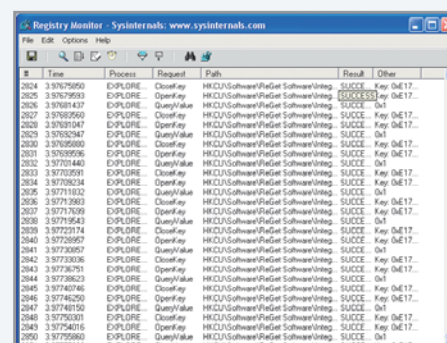 Registry Monitor - Sysinternals: www.sysinternals.com
File Edit Options Help
# Time Process Request Path Result Other
2824 3.97675850 EXPLORE... CloseKey HKCU\Software\ReGet Software\Integ... SUCCE... Key: 0xE17...
2825 3.97679593 EXPLORE... OpenKey HKCU\Software\ReGet Software\Integ... SUCCESS Key: 0xE17...
2826 3.97681437 EXPLORE... QueryValue HKCU\Software\ReGet Software\Integ... SUCCE... 0x1
2827 3.97683560 EXPLORE... CloseKey HKCU\Software\ReGet Software\Integ... SUCCE... Key: 0xE17...
2828 3.97691047 EXPLORE... OpenKey HKCU\Software\ReGet Software\Integ... SUCCE... Key: 0xE17...
2829 3.97692947 EXPLORE... QueryValue HKCU\Software\ReGet Software\Integ... SUCCE... 0x1
2830 3.97695880 EXPLORE... CloseKey HKCU\Software\ReGet Software\Integ... SUCCE... Key: 0xE17...
2831 3.97699596 EXPLORE... OpenKey HKCU\Software\ReGet Software\Integ... SUCCE... Key: 0xE17...
2832 3.97701440 EXPLORE... QueryValue HKCU\Software\ReGet Software\Integ... SUCCE... 0x1
2833 3.97703591 EXPLORE... CloseKey HKCU\Software\ReGet Software\Integ... SUCCE... Key: 0xE17...
2834 3.97709234 EXPLORE... OpenKey HKCU\Software\ReGet Software\Integ... SUCCE... Key: 0xE17...
2835 3.97711832 EXPLORE... QueryValue HKCU\Software\ReGet Software\Integ... SUCCE... 0x1
2836 3.97713983 EXPLORE... CloseKey HKCU\Software\ReGet Software\Integ... SUCCE... Key: 0xE17...
2837 3.97717699 EXPLORE... OpenKey HKCU\Software\ReGet Software\Integ... SUCCE... Key: 0xE17...
2838 3.97719543 EXPLORE... QueryValue HKCU\Software\ReGet Software\Integ... SUCCE... 0x1
2839 3.97723174 EXPLORE... CloseKey HKCU\Software\ReGet Software\Integ... SUCCE... Key: 0xE17...
2840 3.97728957 EXPLORE... OpenKey HKCU\Software\ReGet Software\Integ... SUCCE... Key: 0xE17...
2841 3.97730857 EXPLORE... QueryValue HKCU\Software\ReGet Software\Integ... SUCCE... 0x1
2842 3.97733036 EXPLORE... CloseKey HKCU\Software\ReGet Software\Integ... SUCCE... Key: 0xE17...
2843 3.97736751 EXPLORE... OpenKey HKCU\Software\ReGet Software\Integ... SUCCE... Key: 0xE17...
2844 3.97738623 EXPLORE... QueryValue HKCU\Software\ReGet Software\Integ... SUCCE... 0x1
2845 3.97740746 EXPLORE... CloseKey HKCU\Software\ReGet Software\Integ... SUCCE... Key: 0xE17...
2846 3.97746250 EXPLORE... OpenKey HKCU\Software\ReGet Software\Integ... SUCCE... Key: 0xE17...
2847 3.97748150 EXPLORE... QueryValue HKCU\Software\ReGet Software\Integ... SUCCE... 0x1
2848 3.97750301 EXPLORE... CloseKey HKCU\Software\ReGet Software\Integ... SUCCE... Key: 0xE17...
2849 3.97754016 EXPLORE... OpenKey HKCU\Software\ReGet Software\Integ... SUCCE... Key: 0xE17...
2850 3.97755860 EXPLORE... QueryValue HKCU\Software\ReGet Software\Integ... SUCCE... 0x1